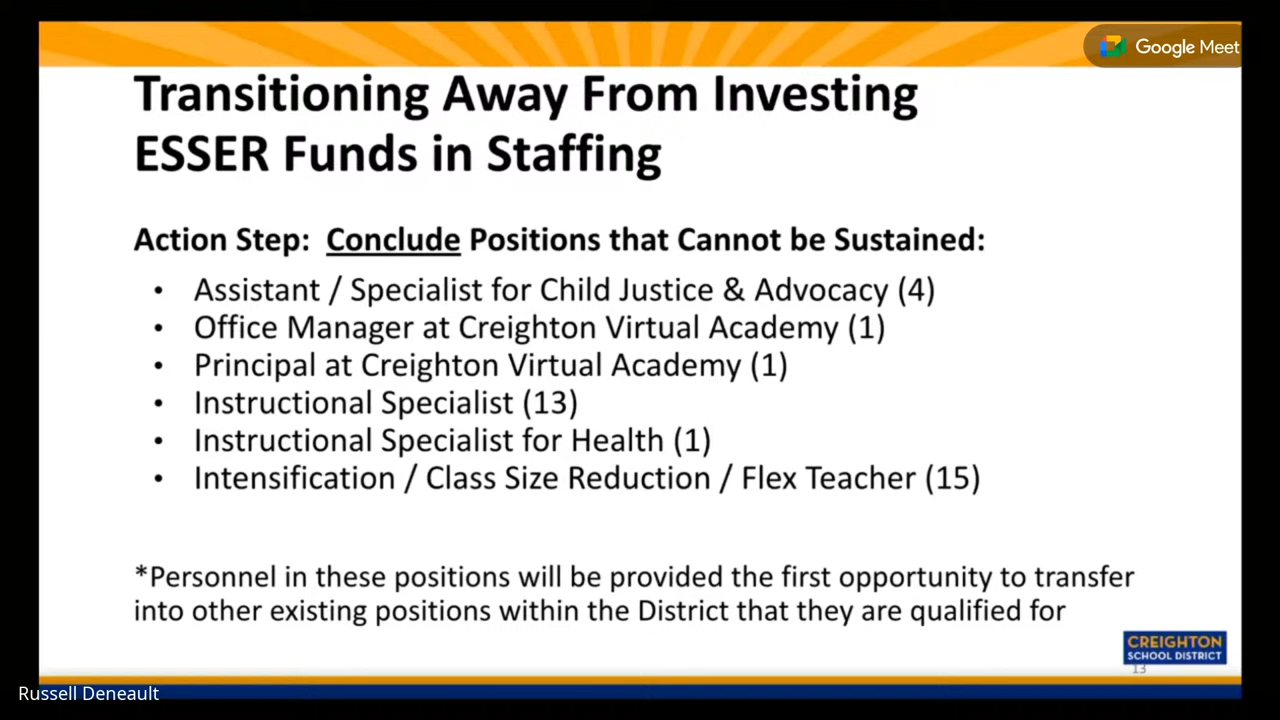 Google Meet
Transitioning Away From Investing
ESSER Funds in Staffing
Action Step: Conclude Positions that Cannot be Sustained:
• Assistant / Specialist for Child Justice & Advocacy (4)
• Office Manager at Creighton Virtual Academy (1)
• Principal at Creighton Virtual Academy (1)
• Instructional Specialist (13)
• Instructional Specialist for Health (1)
• Intensification / Class Size Reduction / Flex Teacher (15)
*Personnel in these positions will be provided the first opportunity to transfer
into other existing positions within the District that they are qualified for
CREIGHTON
SCHOOL DISTRICT
13
Russell Deneault